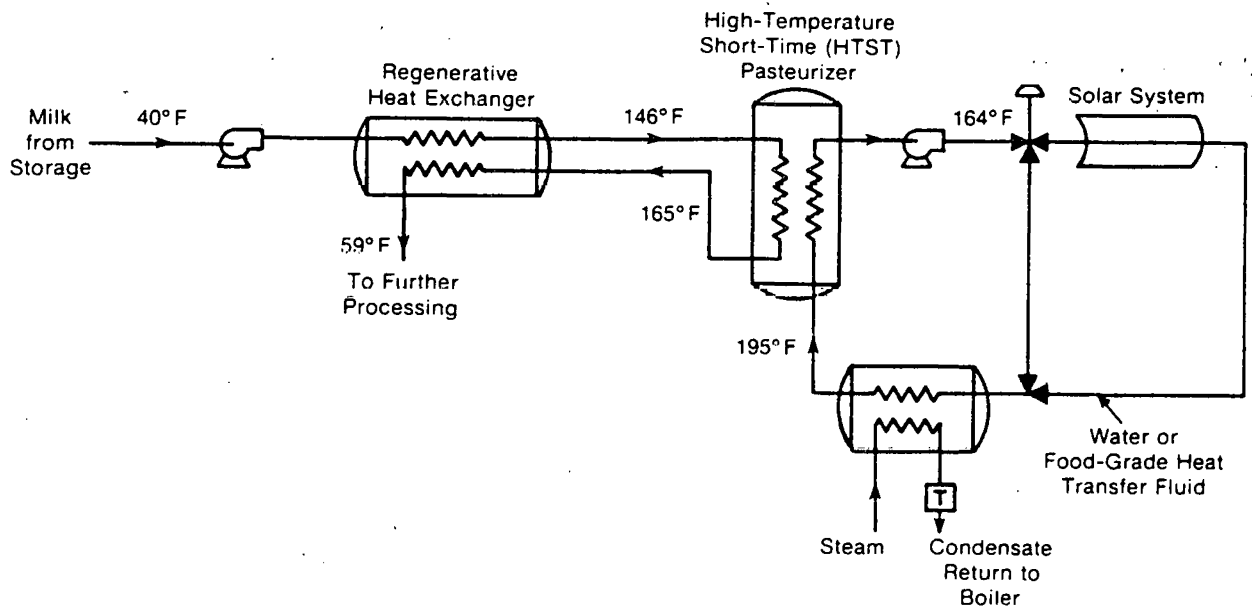 High-Temperature
Short-Time (HTST)
Pasteurizer
Regenerative
Heat Exchanger
Solar System
Milk
from
Storage
40°F
146°F
164°F
165°F
59°F
To Further
Processing
195°F
Water or
Food-Grade Heat
Transfer Fluid
T
Steam
Condensate
Return to
Boiler